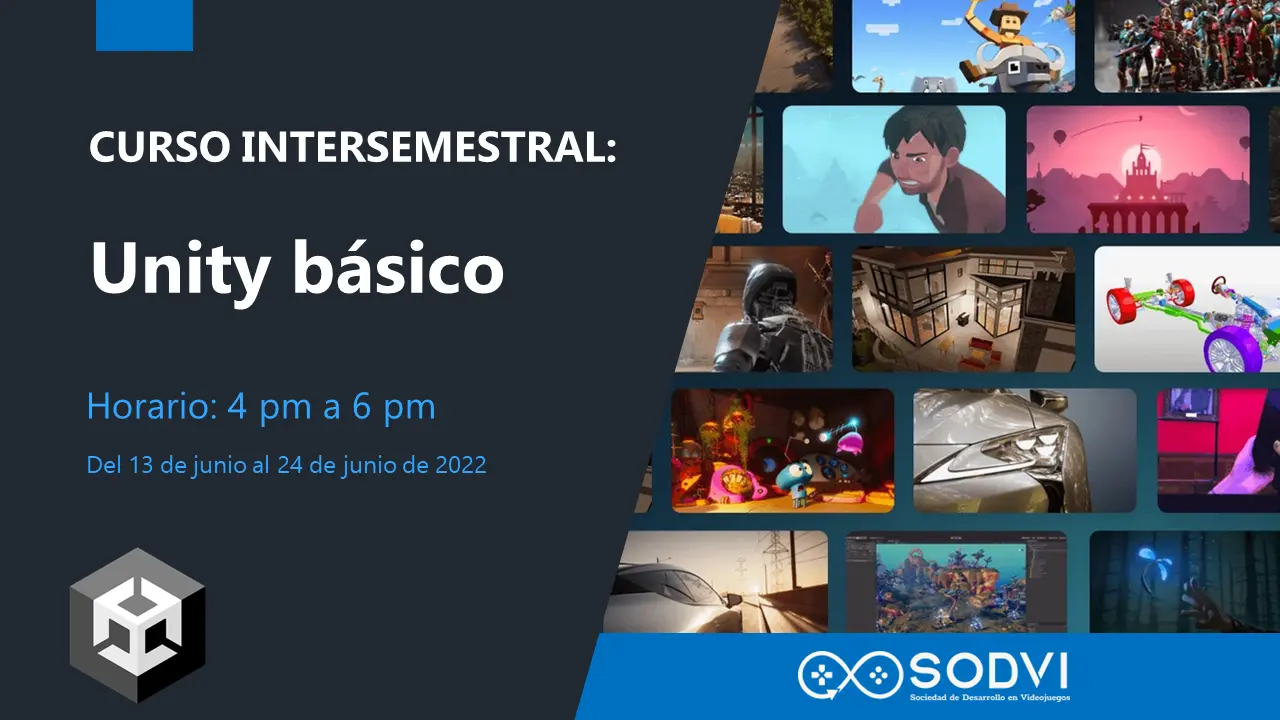 CURSO INTERSEMESTRAL:
Unity básico
Horario: 4 pm a 6 pm
Del 13 de junio al 24 de junio de 2022
SODVI
Sociedad de Desarrollo en Videojuegos